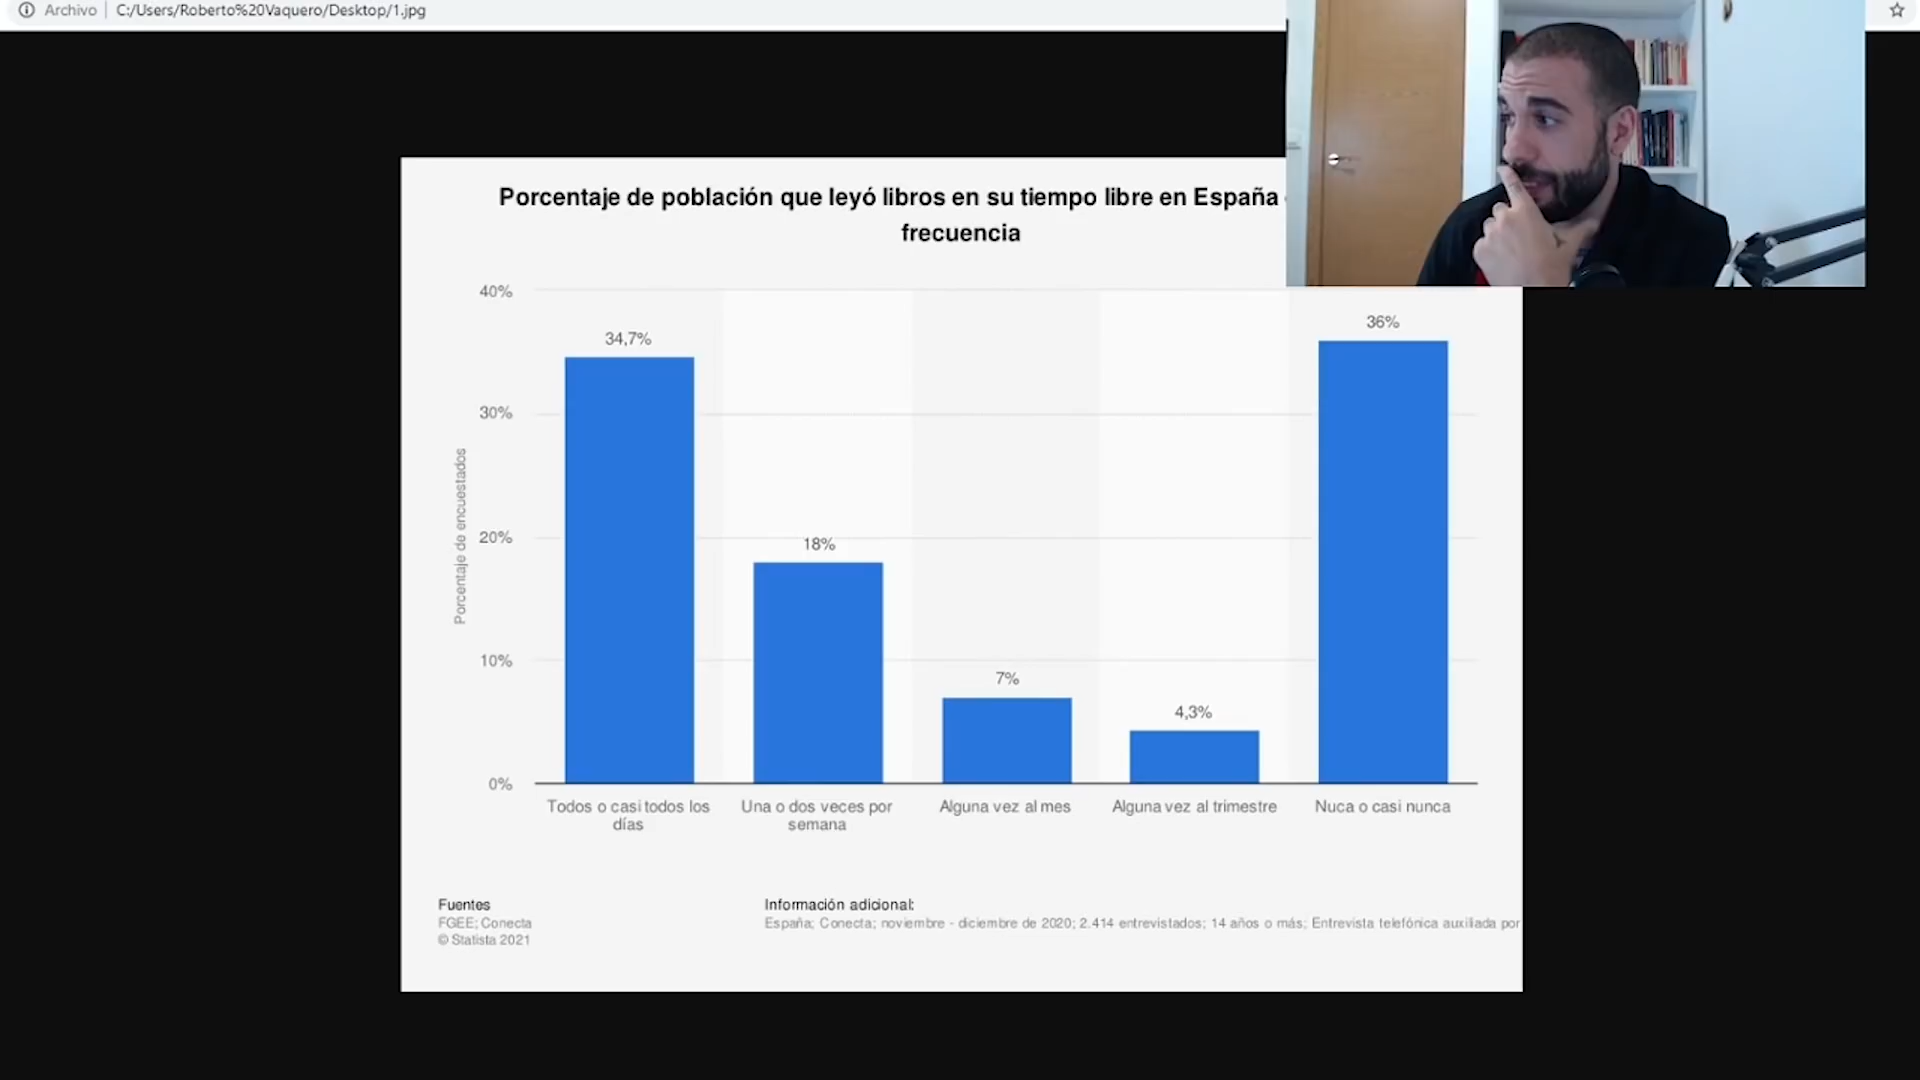 Archivo | C:/Users/Roberto%20Vaquero/Desktop/1.jpg
Porcentaje de población que leyó libros en su tiempo libre en España
frecuencia
40%
30%
20%
10%
0%
Porcentaje de encuestados
34,7%
18%
7%
4,3%
36%
Todos o casi todos los
días
Una o dos veces por
semana
Alguna vez al mes
Alguna vez al trimestre
Nuca o casi nunca
Fuentes
FGEE; Conecta
© Statista 2021
Información adicional:
España; Conecta; noviembre - diciembre de 2020; 2.414 entrevistados; 14 años o más; Entrevista telefónica auxiliada por